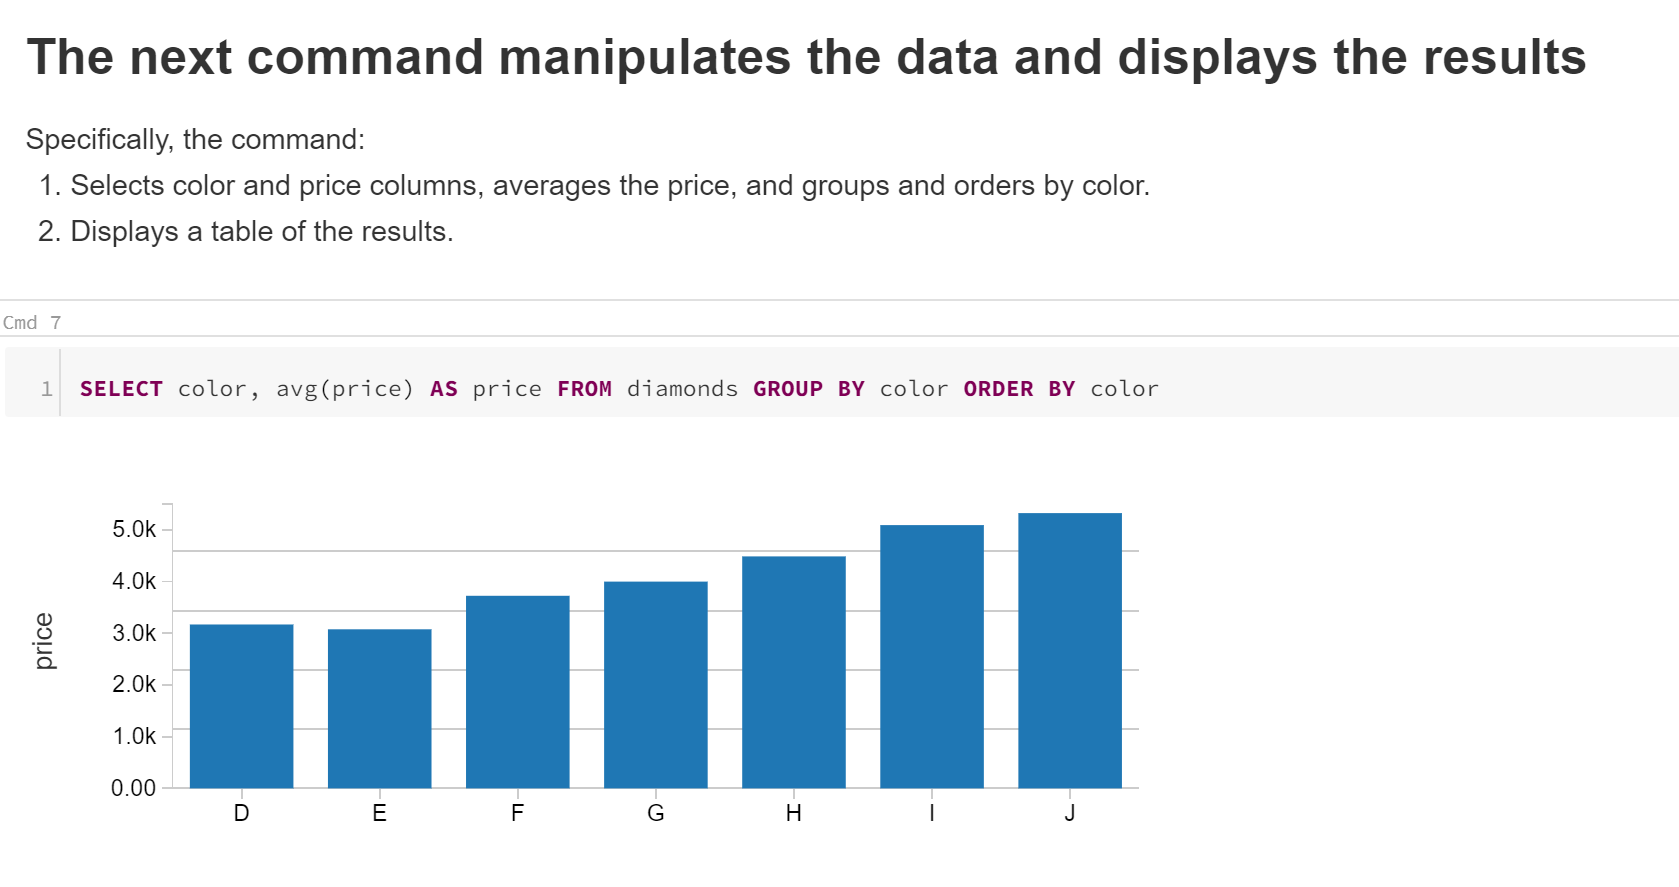 The next command manipulates the data and displays the results
Specifically, the command:
1. Selects color and price columns, averages the price, and groups and orders by color.
2. Displays a table of the results.
Cmd 7
1 SELECT color, avg(price) AS price FROM diamonds GROUP BY color ORDER BY color
price
5.0k
4.0k
3.0k
2.0k
1.0k
0.00
D E F G H I J